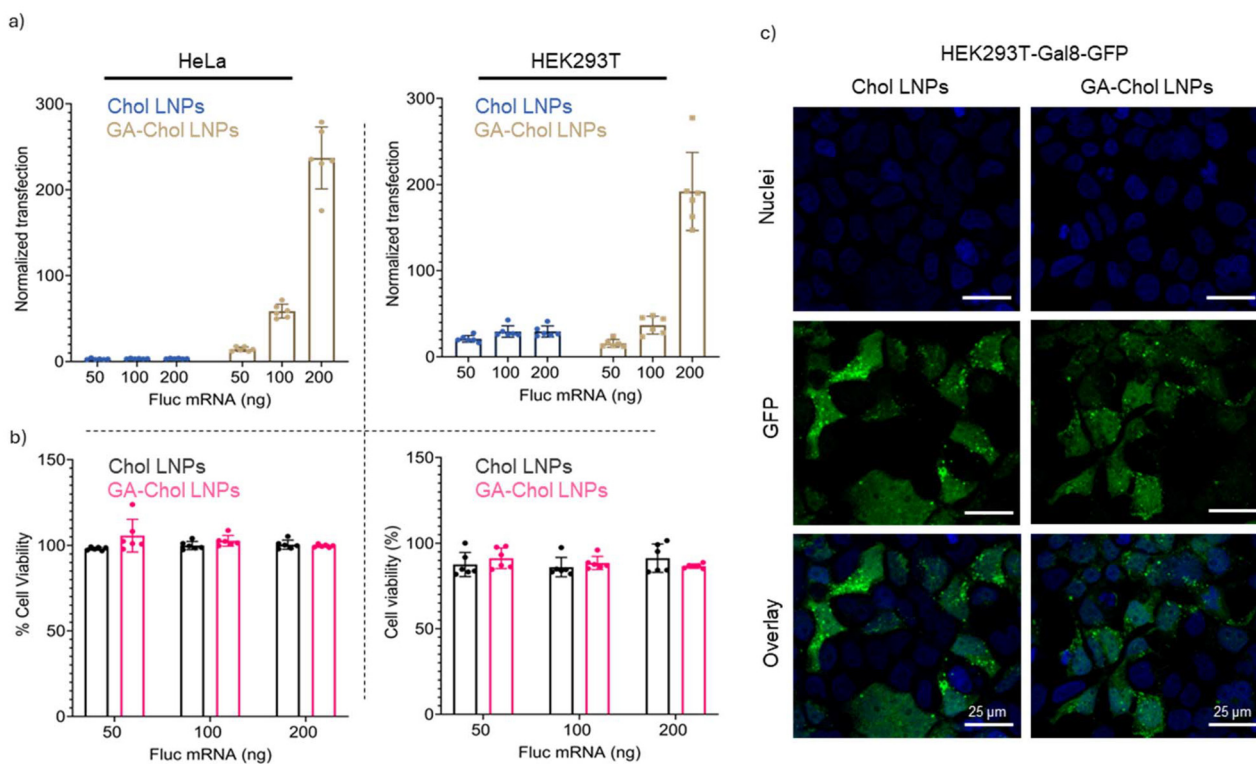 a)
HeLa
Chol LNPs
GA-Chol LNPs
Normalized transfection
300
200
100
0
50 100 200 50 100 200
Fluc mRNA (ng)
HEK293T
Chol LNPs
GA-Chol LNPs
Normalized transfection
300
200
100
0
50 100 200 50 100 200
Fluc mRNA (ng)
b)
Chol LNPs
GA-Chol LNPs
% Cell Viability
150
100
50
0
50 100 200
Fluc mRNA (ng)
Chol LNPs
GA-Chol LNPs
Cell viability (%)
150
100
50
0
50 100 200
Fluc mRNA (ng)
c)
HEK293T-Gal8-GFP
Chol LNPs GA-Chol LNPs
Nuclei
GFP
Overlay
25 µm 25 µm